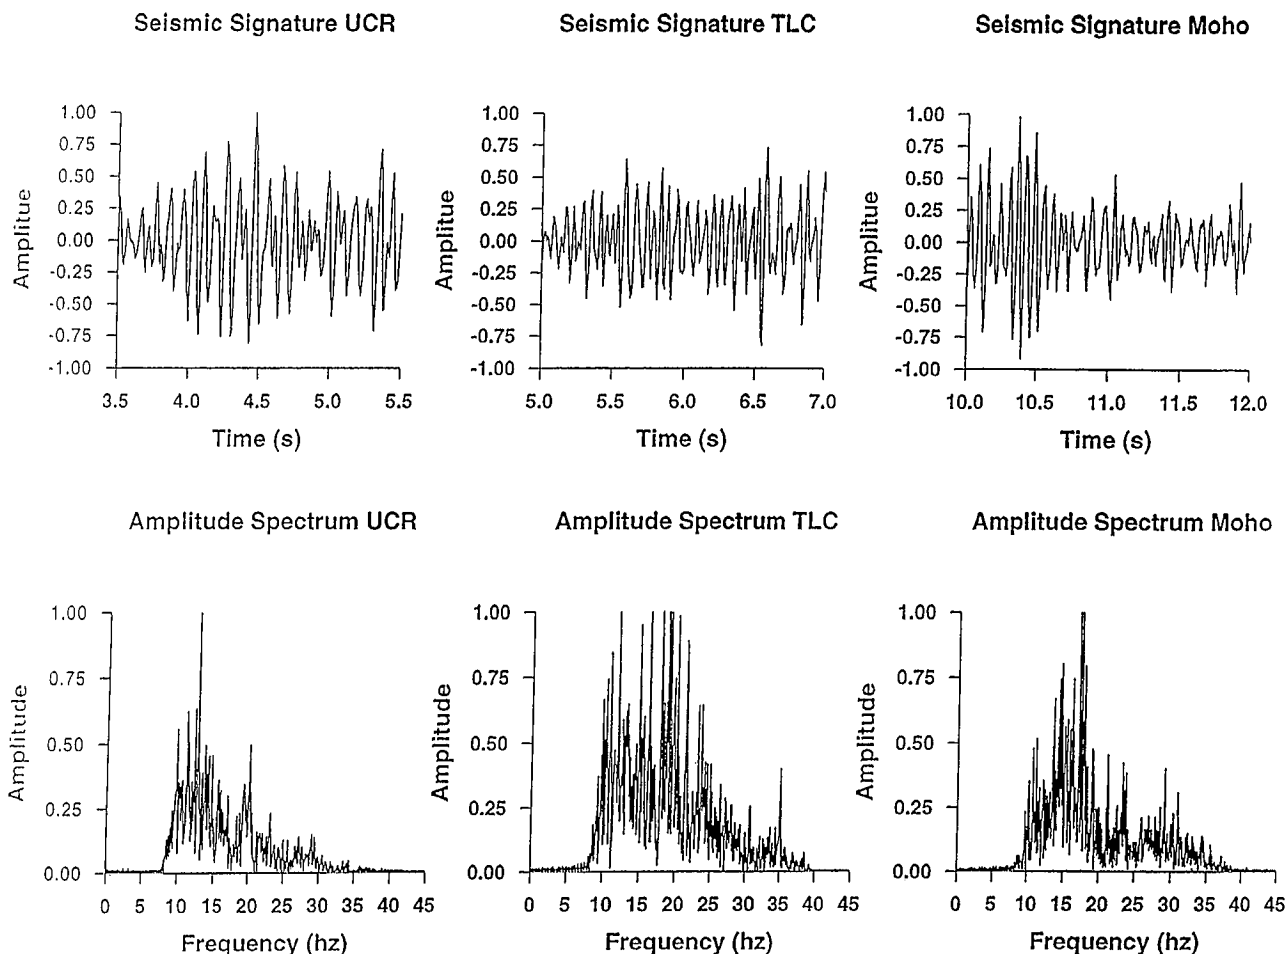 Seismic Signature UCR
Seismic Signature TLC
Seismic Signature Moho
1.00
0.75
0.50
0.25
0.00
-0.25
-0.50
-0.75
-1.00
Amplitue
3.5 4.0 4.5 5.0 5.5
Time (s)
1.00
0.75
0.50
0.25
0.00
-0.25
-0.50
-0.75
-1.00
Amplitue
5.0 5.5 6.0 6.5 7.0
Time (s)
1.00
0.75
0.50
0.25
0.00
-0.25
-0.50
-0.75
-1.00
Amplitue
10.0 10.5 11.0 11.5 12.0
Time (s)
Amplitude Spectrum UCR
Amplitude Spectrum TLC
Amplitude Spectrum Moho
1.00
0.75
0.50
0.25
0.00
Amplitude
0 5 10 15 20 25 30 35 40 45
Frequency (hz)
1.00
0.75
0.50
0.25
0.00
Amplitude
0 5 10 15 20 25 30 35 40 45
Frequency (hz)
1.00
0.75
0.50
0.25
0.00
Amplitude
0 5 10 15 20 25 30 35 40 45
Frequency (hz)